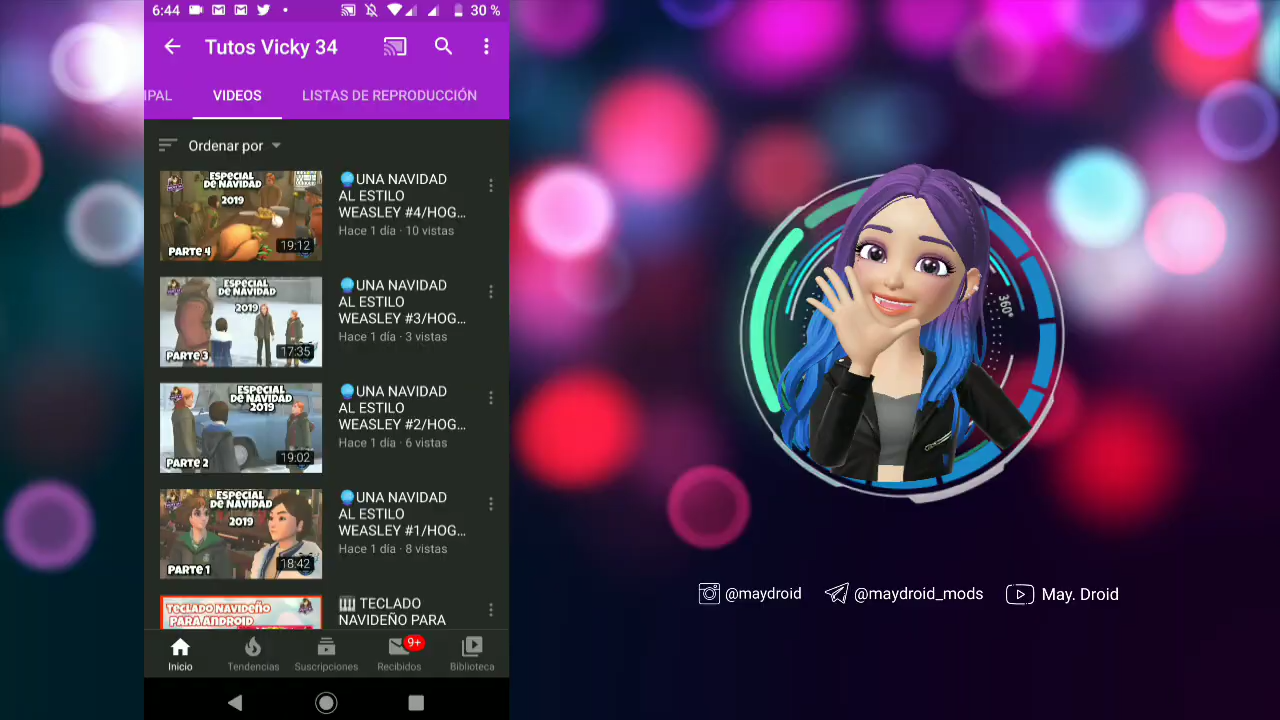 6:44
30 %
Tutos Vicky 34
IPAL
VIDEOS
LISTAS DE REPRODUCCIÓN
Ordenar por
ESPECIAL
DE NAVIDAD
2019
PARTE 4
19:12
UNA NAVIDAD
AL ESTILO
WEASLEY #4/HOG...
Hace 1 día · 10 vistas
ESPECIAL
DE NAVIDAD
2019
PARTE 3
17:35
UNA NAVIDAD
AL ESTILO
WEASLEY #3/HOG...
Hace 1 día · 3 vistas
ESPECIAL
DE NAVIDAD
2019
PARTE 2
19:02
UNA NAVIDAD
AL ESTILO
WEASLEY #2/HOG...
Hace 1 día · 6 vistas
ESPECIAL
DE NAVIDAD
2019
PARTE 1
18:42
UNA NAVIDAD
AL ESTILO
WEASLEY #1/HOG...
Hace 1 día · 8 vistas
TECLADO NAVIDEÑO
PARA ANDROID
TECLADO
NAVIDEÑO PARA
Inicio
Tendencias
Suscripciones
9+
Recibidos
Biblioteca
360°
@maydroid
@maydroid_mods
May. Droid